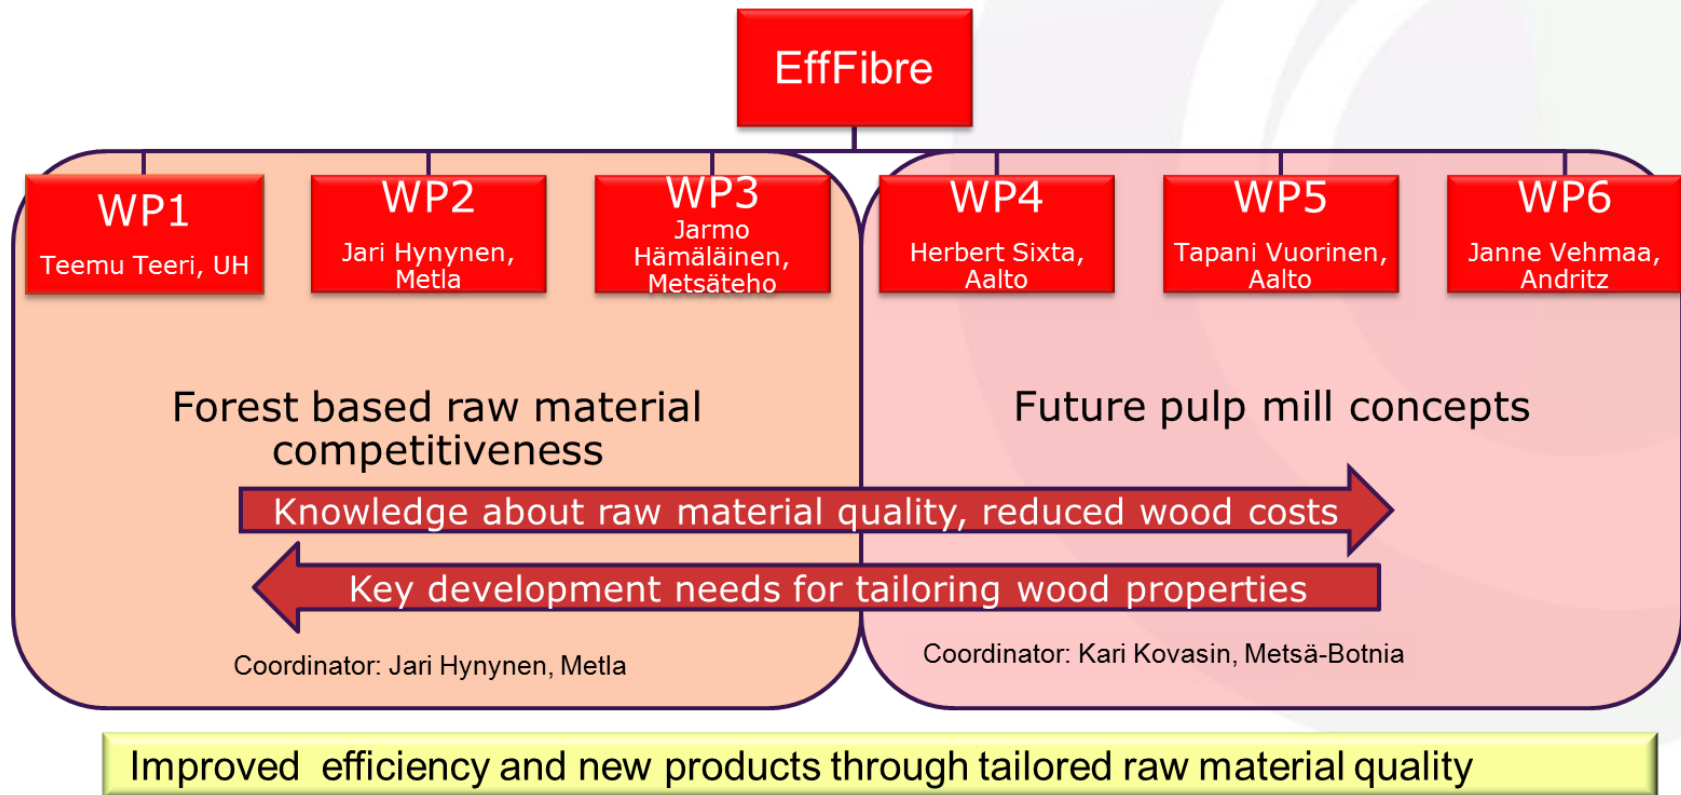 EffFibre
WP1
Teemu Teeri, UH
WP2
Jari Hynynen,
Metla
WP3
Jarmo
Hämäläinen,
Metsäteho
WP4
Herbert Sixta,
Aalto
WP5
Tapani Vuorinen,
Aalto
WP6
Janne Vehmaa,
Andritz
Forest based raw material
competitiveness
Future pulp mill concepts
Knowledge about raw material quality, reduced wood costs
Key development needs for tailoring wood properties
Coordinator: Jari Hynynen, Metla
Coordinator: Kari Kovasin, Metsä-Botnia
Improved efficiency and new products through tailored raw material quality